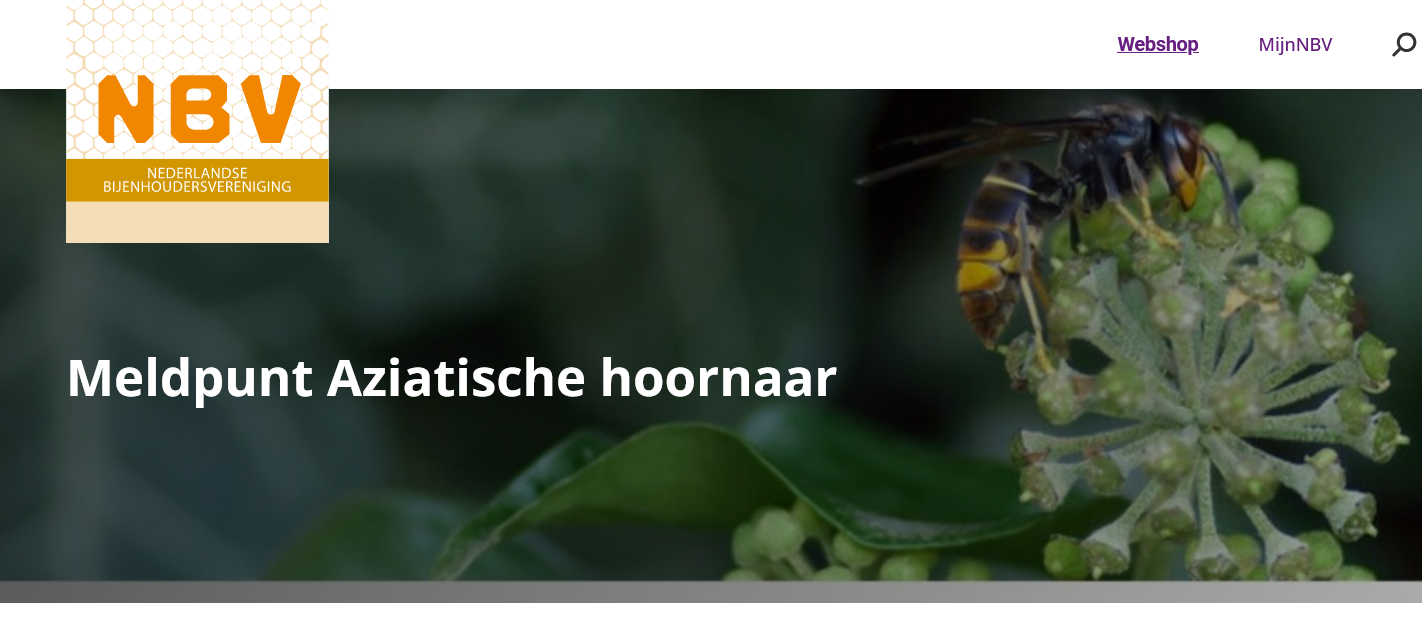 Webshop
MijnNBV
NBV
NEDERLANDSE
BIJENHOUDERSVERENIGING
Meldpunt Aziatische hoornaar